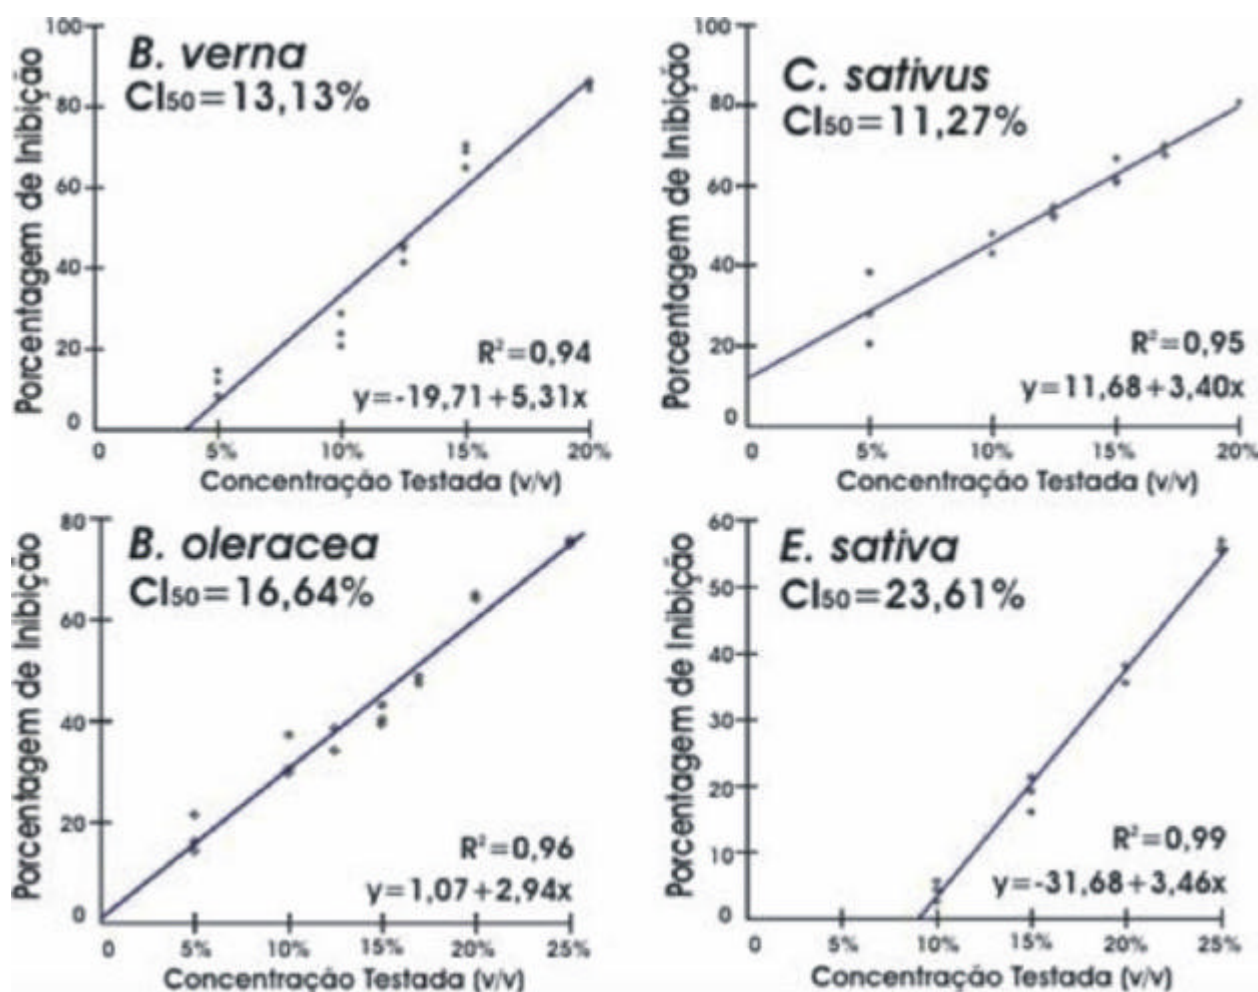 Porcentagem de Inibição
100
80
60
40
20
0
B. verna
CI50=13,13%
R²=0,94
y=-19,71+5,31x
0 5% 10% 15% 20%
Concentração Testada (v/v)
Porcentagem de Inibição
100
80
60
40
20
0
C. sativus
CI50=11,27%
R²=0,95
y=11,68+3,40x
0 5% 10% 15% 20%
Concentração Testada (v/v)
Porcentagem de Inibição
80
60
40
20
0
B. oleracea
CI50=16,64%
R²=0,96
y=1,07+2,94x
0 5% 10% 15% 20% 25%
Concentração Testada (v/v)
Porcentagem de Inibição
60
50
40
30
20
10
0
E. sativa
CI50=23,61%
R²=0,99
y=-31,68+3,46x
0 5% 10% 15% 20% 25%
Concentração Testada (v/v)